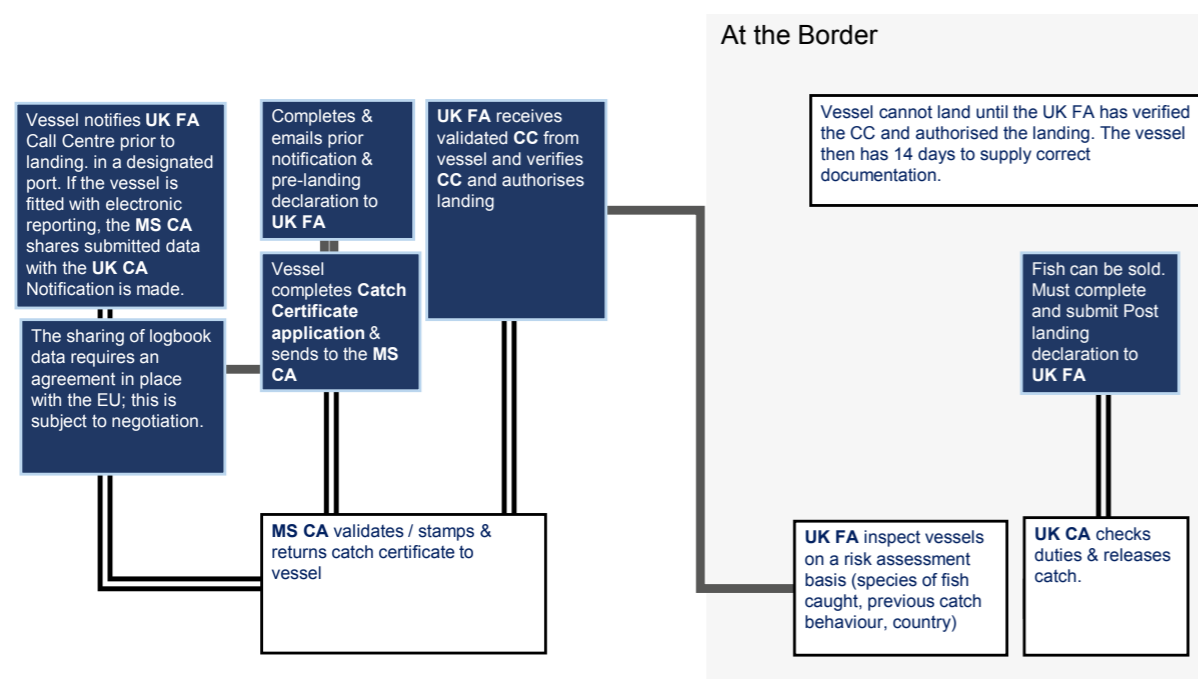 At the Border
Vessel notifies UK FA
Call Centre prior to
landing. in a designated
port. If the vessel is
fitted with electronic
reporting, the MS CA
shares submitted data
with the UK CA
Notification is made.
The sharing of logbook
data requires an
agreement in place
with the EU; this is
subject to negotiation.
Completes &
emails prior
notification &
pre-landing
declaration to
UK FA
Vessel
completes Catch
Certificate
application &
sends to the MS
CA
UK FA receives
validated CC from
vessel and verifies
CC and authorises
landing
MS CA validates / stamps &
returns catch certificate to
vessel
Vessel cannot land until the UK FA has verified
the CC and authorised the landing. The vessel
then has 14 days to supply correct
documentation.
Fish can be sold.
Must complete
and submit Post
landing
declaration to
UK FA
UK FA inspect vessels
on a risk assessment
basis (species of fish
caught, previous catch
behaviour, country)
UK CA checks
duties & releases
catch.